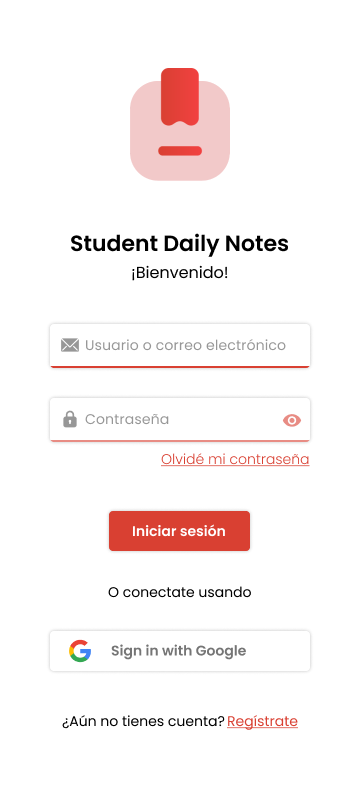 Student Daily Notes
¡Bienvenido!
Usuario o correo electrónico
Contraseña
Olvidé mi contraseña
Iniciar sesión
O conectate usando
Sign in with Google
¿Aún no tienes cuenta? Regístrate